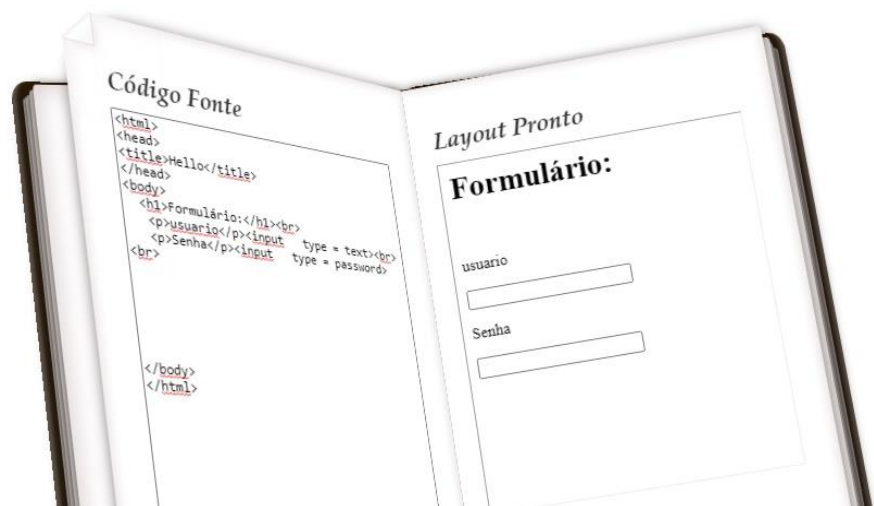 Código Fonte
<html>
<head>
<title>Hello</title>
</head>
<body>
<h1>Formulário:</h1><br>
<p>usuario</p><input type = text><br>
<p>Senha</p><input type = password>
<br>
</body>
</html>
Layout Pronto
Formulário:
usuario
Senha